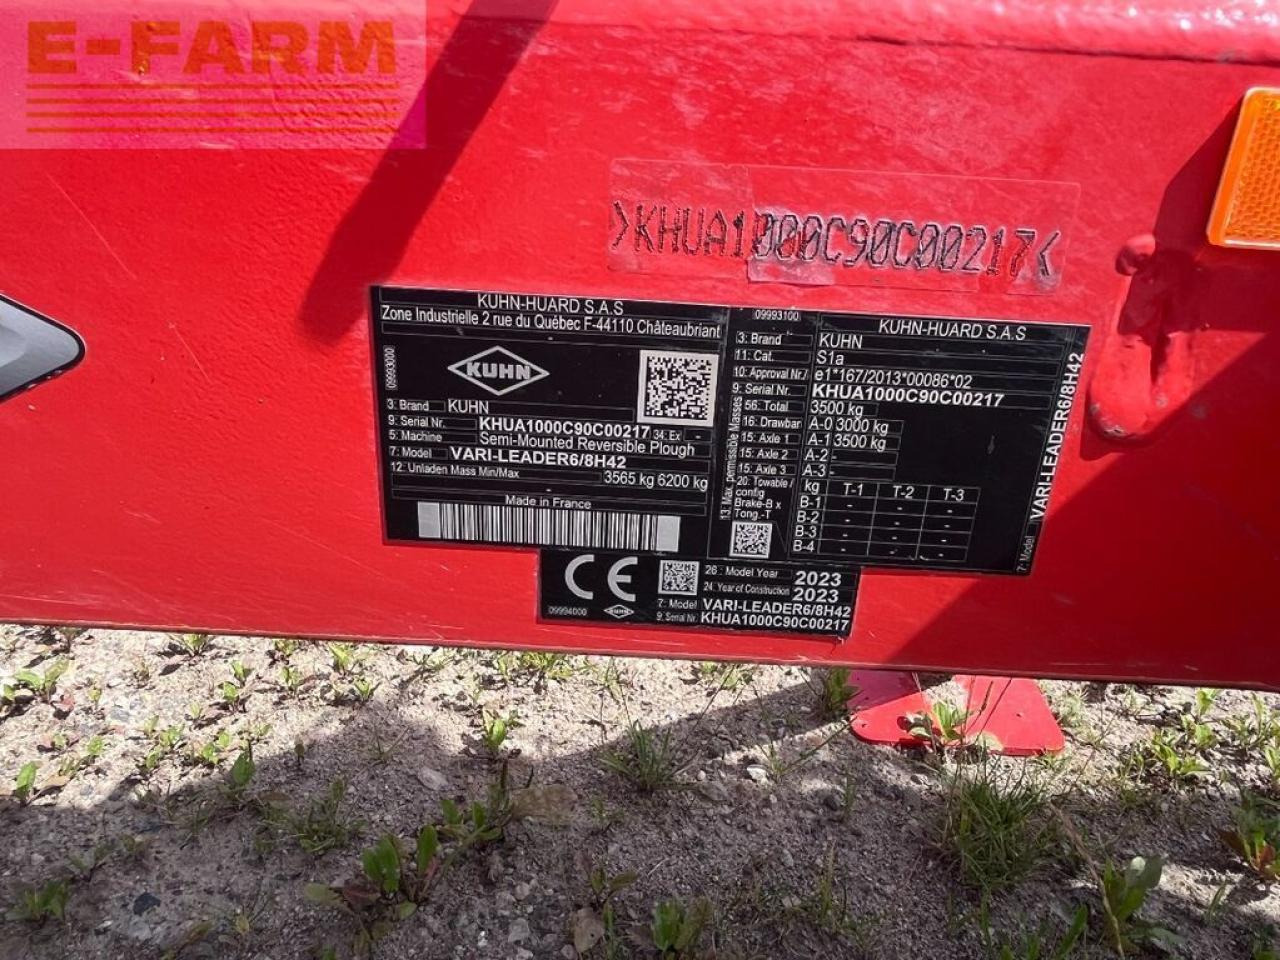 E-FARM
>KHUA1000C90C00217<
KUHN-HUARD S.A.S
Zone Industrielle 2 rue du Québec F-44110 Châteaubriant
09993000
KUHN
3: Brand KUHN
9: Serial Nr. KHUA1000C90C00217 34: Ex -
5: Machine Semi-Mounted Reversible Plough
7: Model VARI-LEADER6/8H42
12: Unladen Mass Min/Max 3565 kg 6200 kg
Made in France
09993100
KUHN-HUARD S.A.S
3: Brand KUHN
11: Cat. S1a
10: Approval Nr. e1*167/2013*00086*02
9: Serial Nr. KHUA1000C90C00217
13: Max. permissible Masses
56: Total 3500 kg
16: Drawbar A-0 3000 kg
15: Axle 1 A-1 3500 kg
15: Axle 2 A-2 -
15: Axle 3 A-3 -
20: Towable / config kg T-1 T-2 T-3
Brake-B x B-1 - - -
Tong.-T B-2 - - -
B-3 - - -
B-4 - - -
7: Model VARI-LEADER6/8H42
CE
09994000
KUHN
26: Model Year 2023
24: Year of Construction 2023
7: Model VARI-LEADER6/8H42
9: Serial Nr. KHUA1000C90C00217